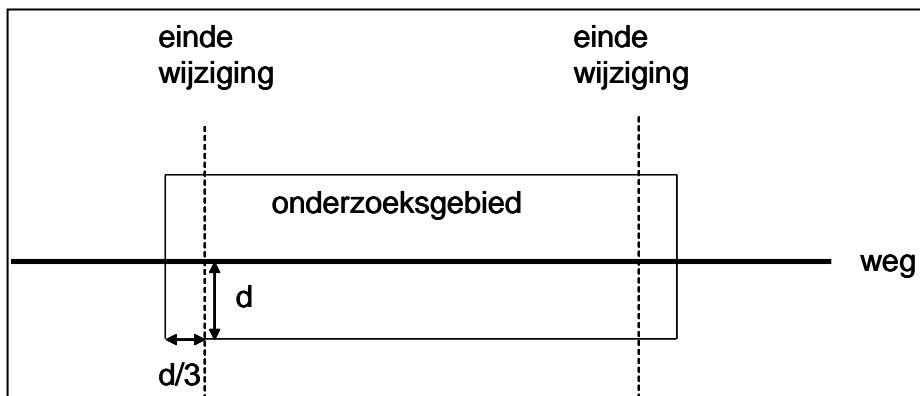 einde
wijziging
einde
wijziging
onderzoeksgebied
weg
d
d/3